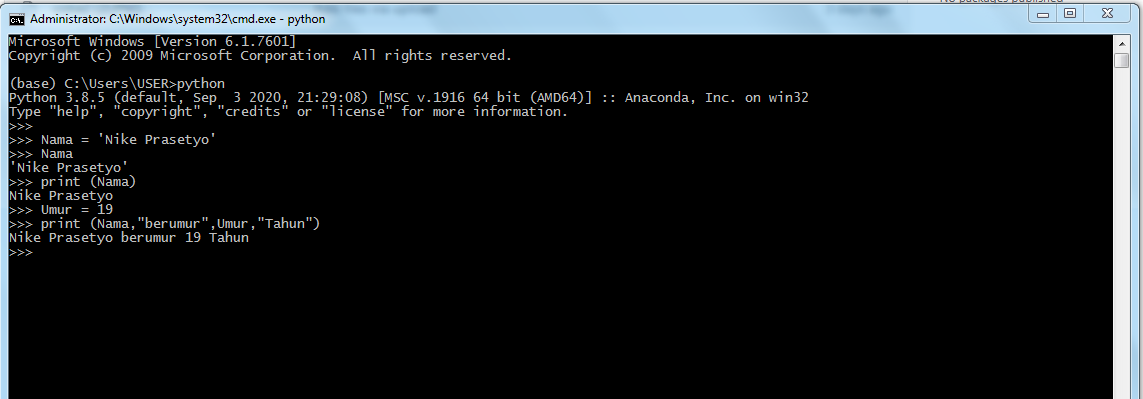 No packages published
Administrator: C:\Windows\system32\cmd.exe - python
Microsoft Windows [Version 6.1.7601]
Copyright (c) 2009 Microsoft Corporation.  All rights reserved.
(base) C:\Users\USER>python
Python 3.8.5 (default, Sep  3 2020, 21:29:08) [MSC v.1916 64 bit (AMD64)] :: Anaconda, Inc. on win32
Type "help", "copyright", "credits" or "license" for more information.
>>>
>>> Nama = 'Nike Prasetyo'
>>> Nama
'Nike Prasetyo'
>>> print (Nama)
Nike Prasetyo
>>> Umur = 19
>>> print (Nama,"berumur",Umur,"Tahun")
Nike Prasetyo berumur 19 Tahun
>>>